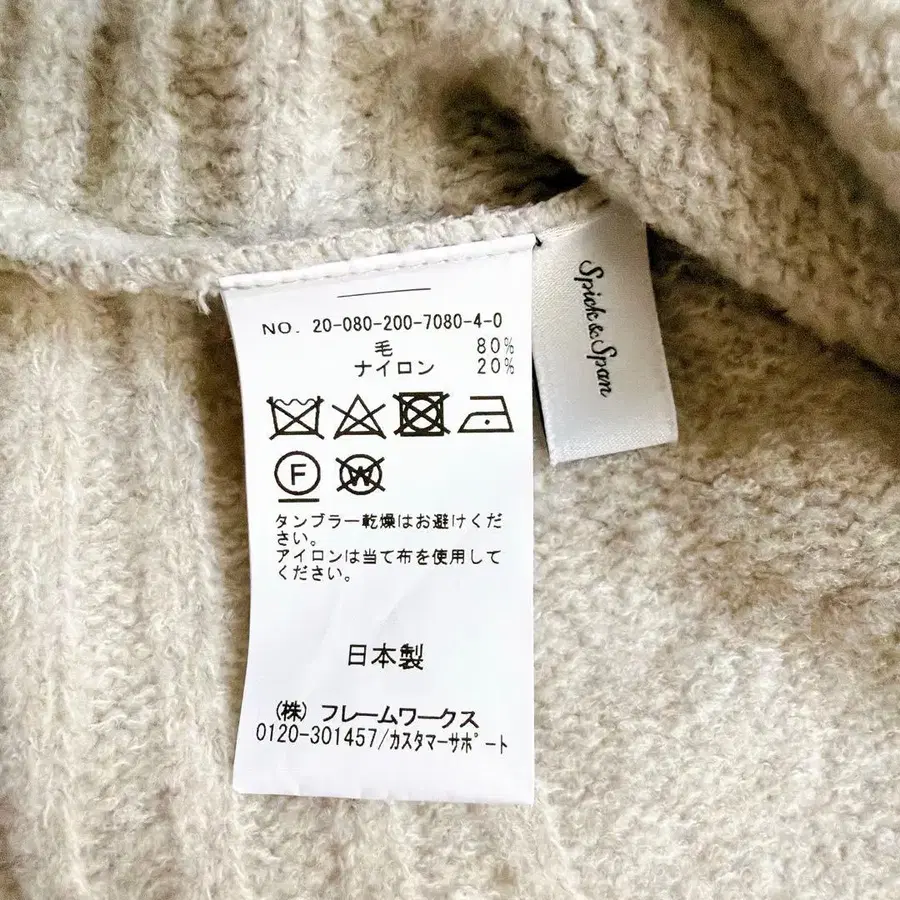 NO. 20-080-200-7080-4-0
毛 80%
ナイロン 20%
F
W
タンブラー乾燥はお避けくだ
さい。
アイロンは当て布を使用して
ください。
日本製
(株) フレームワークス
0120-301457/カスタマーサポート
Spick & Span